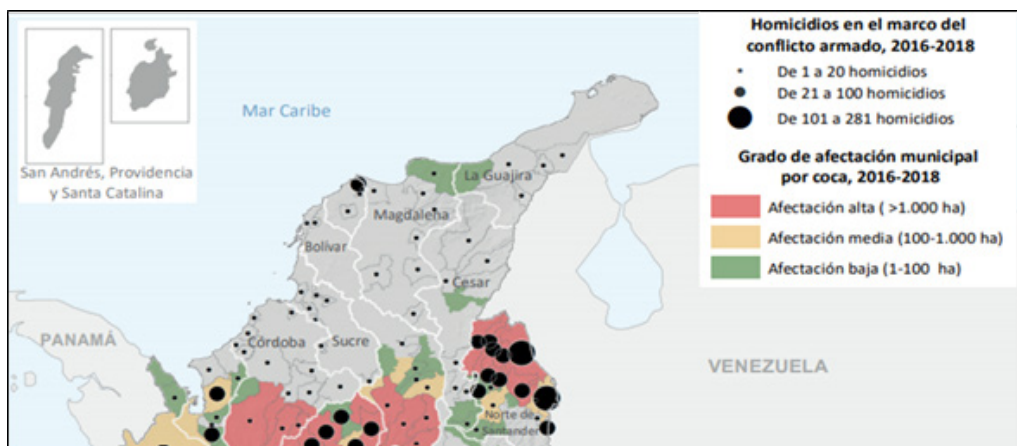 San Andrés, Providencia
y Santa Catalina
Mar Caribe
Homicidios en el marco del
conflicto armado, 2016-2018
De 1 a 20 homicidios
De 21 a 100 homicidios
De 101 a 281 homicidios
Grado de afectación municipal
por coca, 2016-2018
Afectación alta ( >1.000 ha)
Afectación media (100-1.000 ha)
Afectación baja (1-100 ha)
La Guajira
Magdalena
Bolívar
Cesar
PANAMÁ
Córdoba
Sucre
VENEZUELA
Norte de
Santander